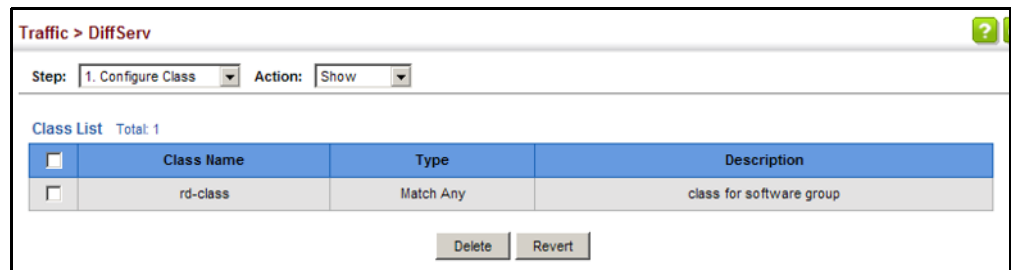 Traffic > DiffServ
?
Step: 1. Configure Class Action: Show
Class List Total: 1
Class Name Type Description
rd-class Match Any class for software group
Delete Revert